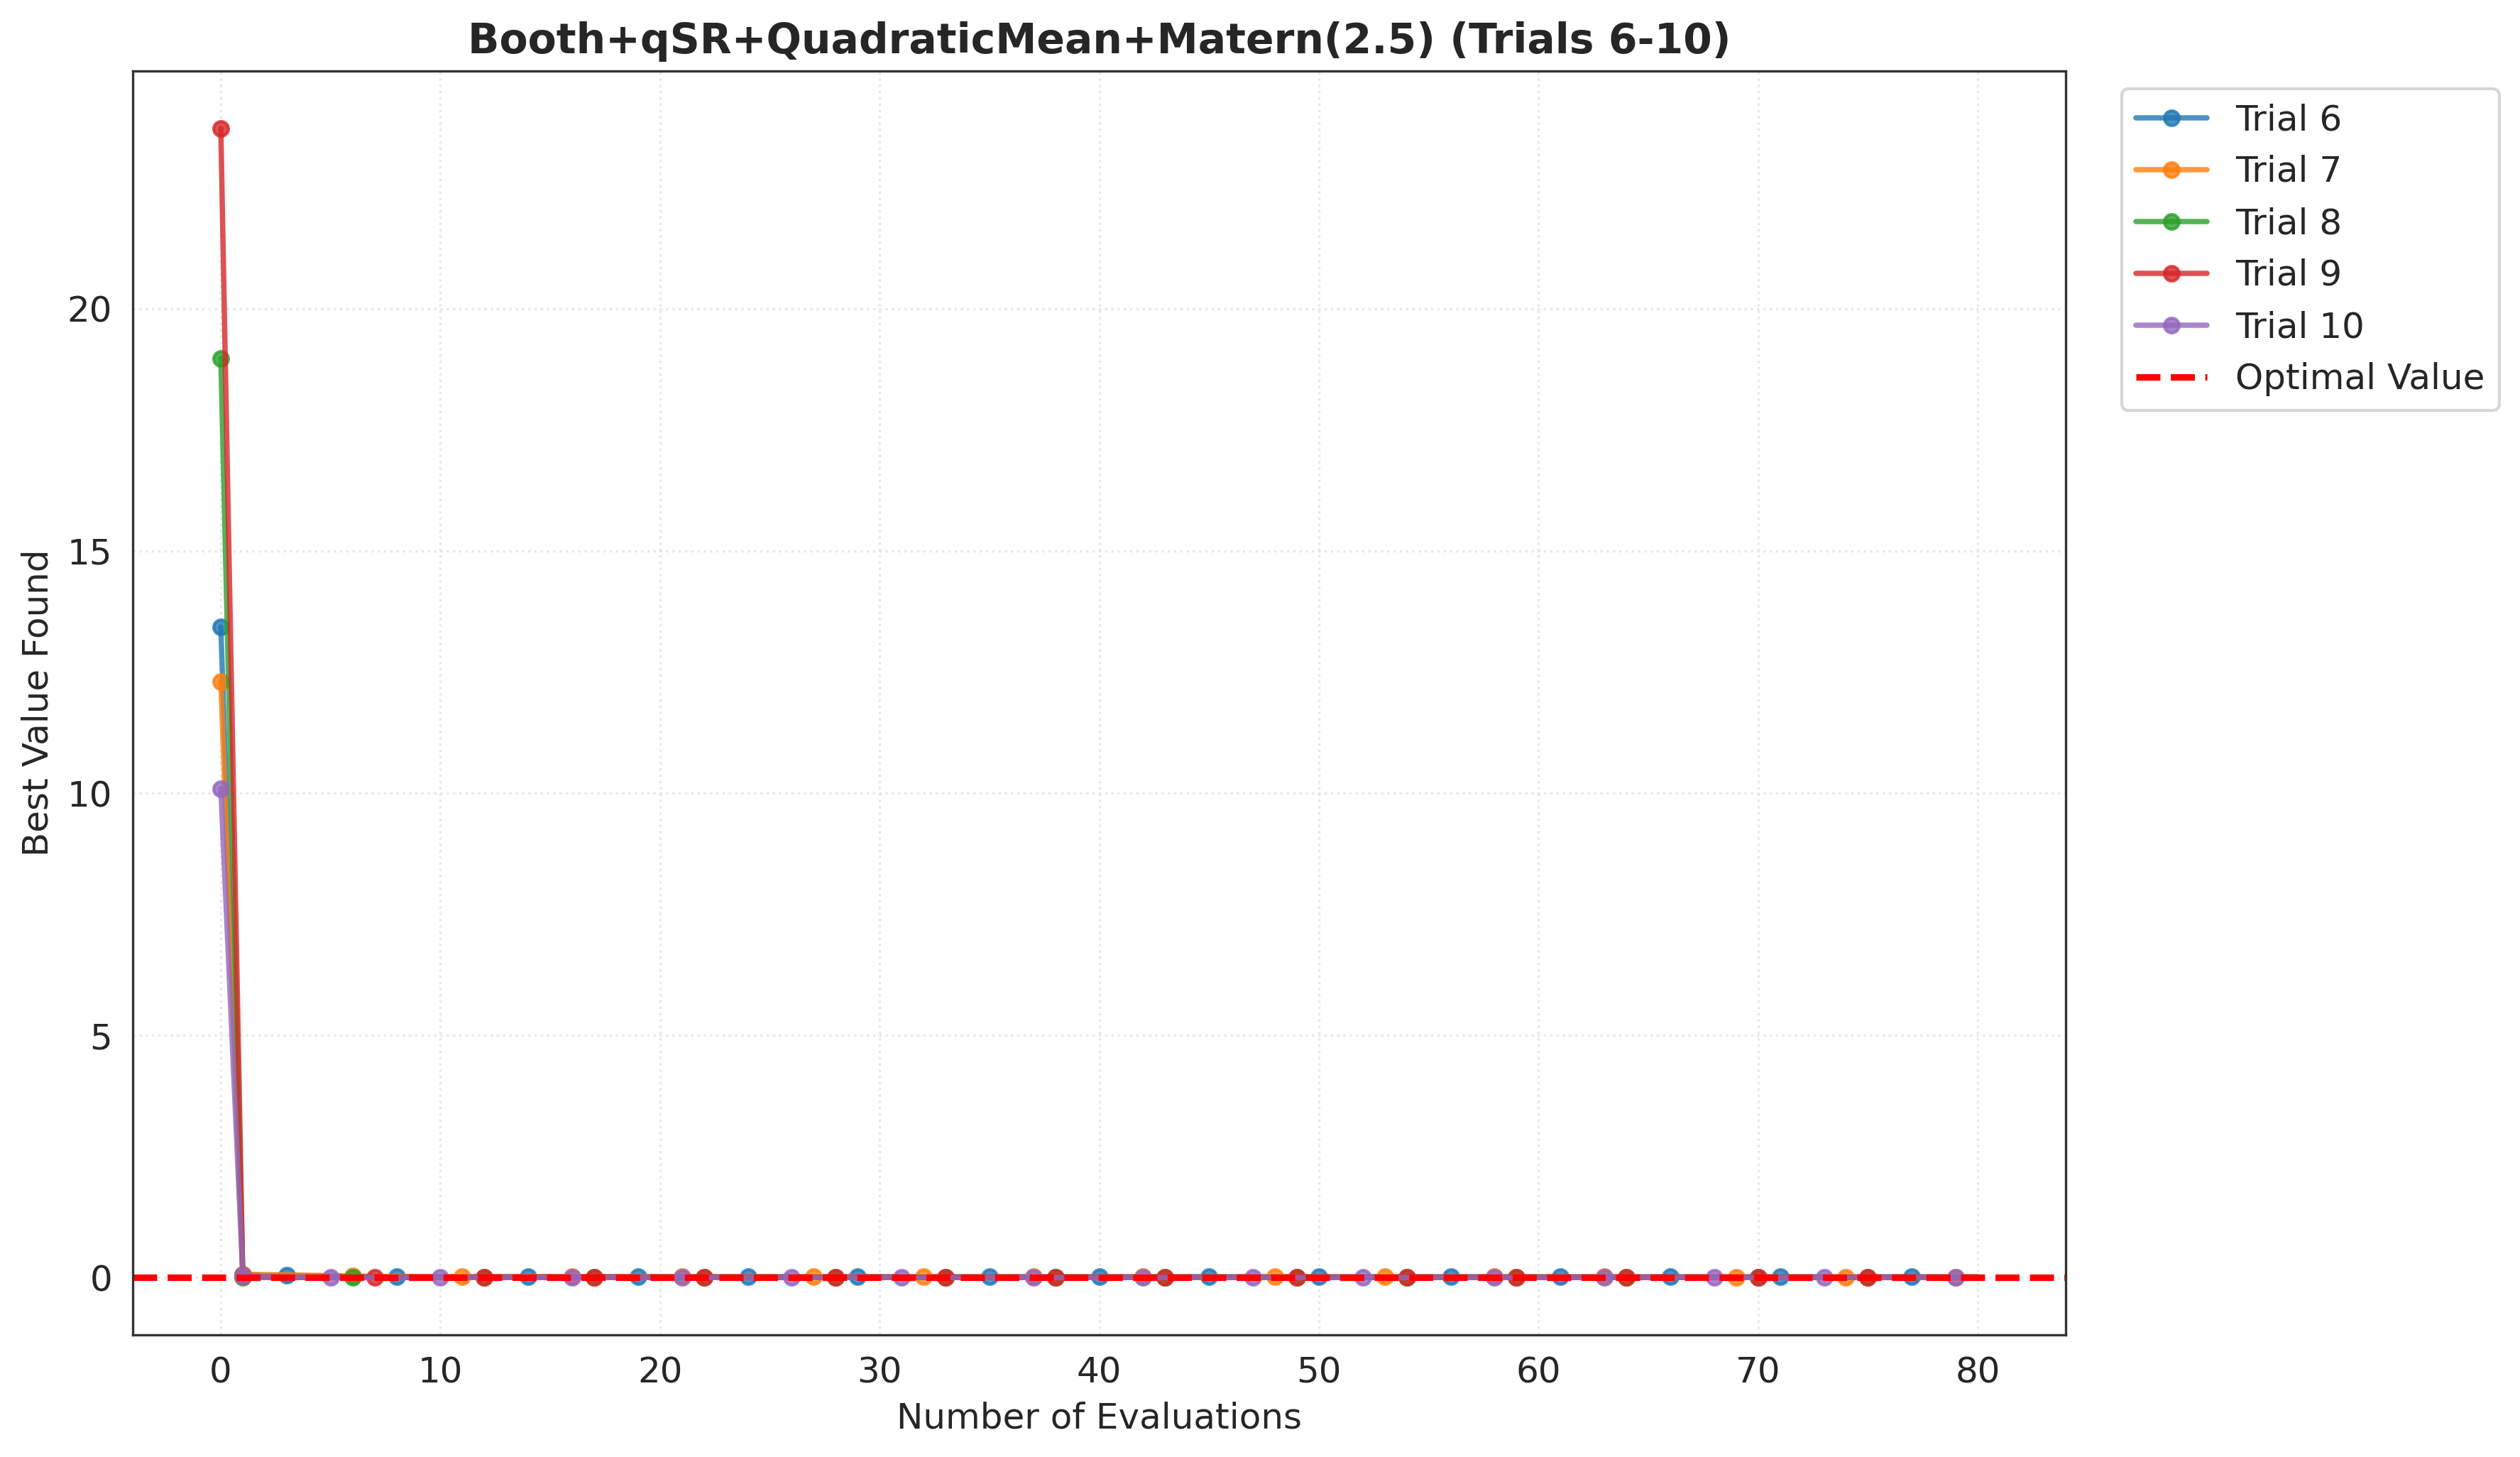 Booth+qSR+QuadraticMean+Matern(2.5) (Trials 6-10)
Trial 6
Trial 7
Trial 8
Trial 9
Trial 10
Optimal Value
Best Value Found
20
15
10
5
0
0 10 20 30 40 50 60 70 80
Number of Evaluations